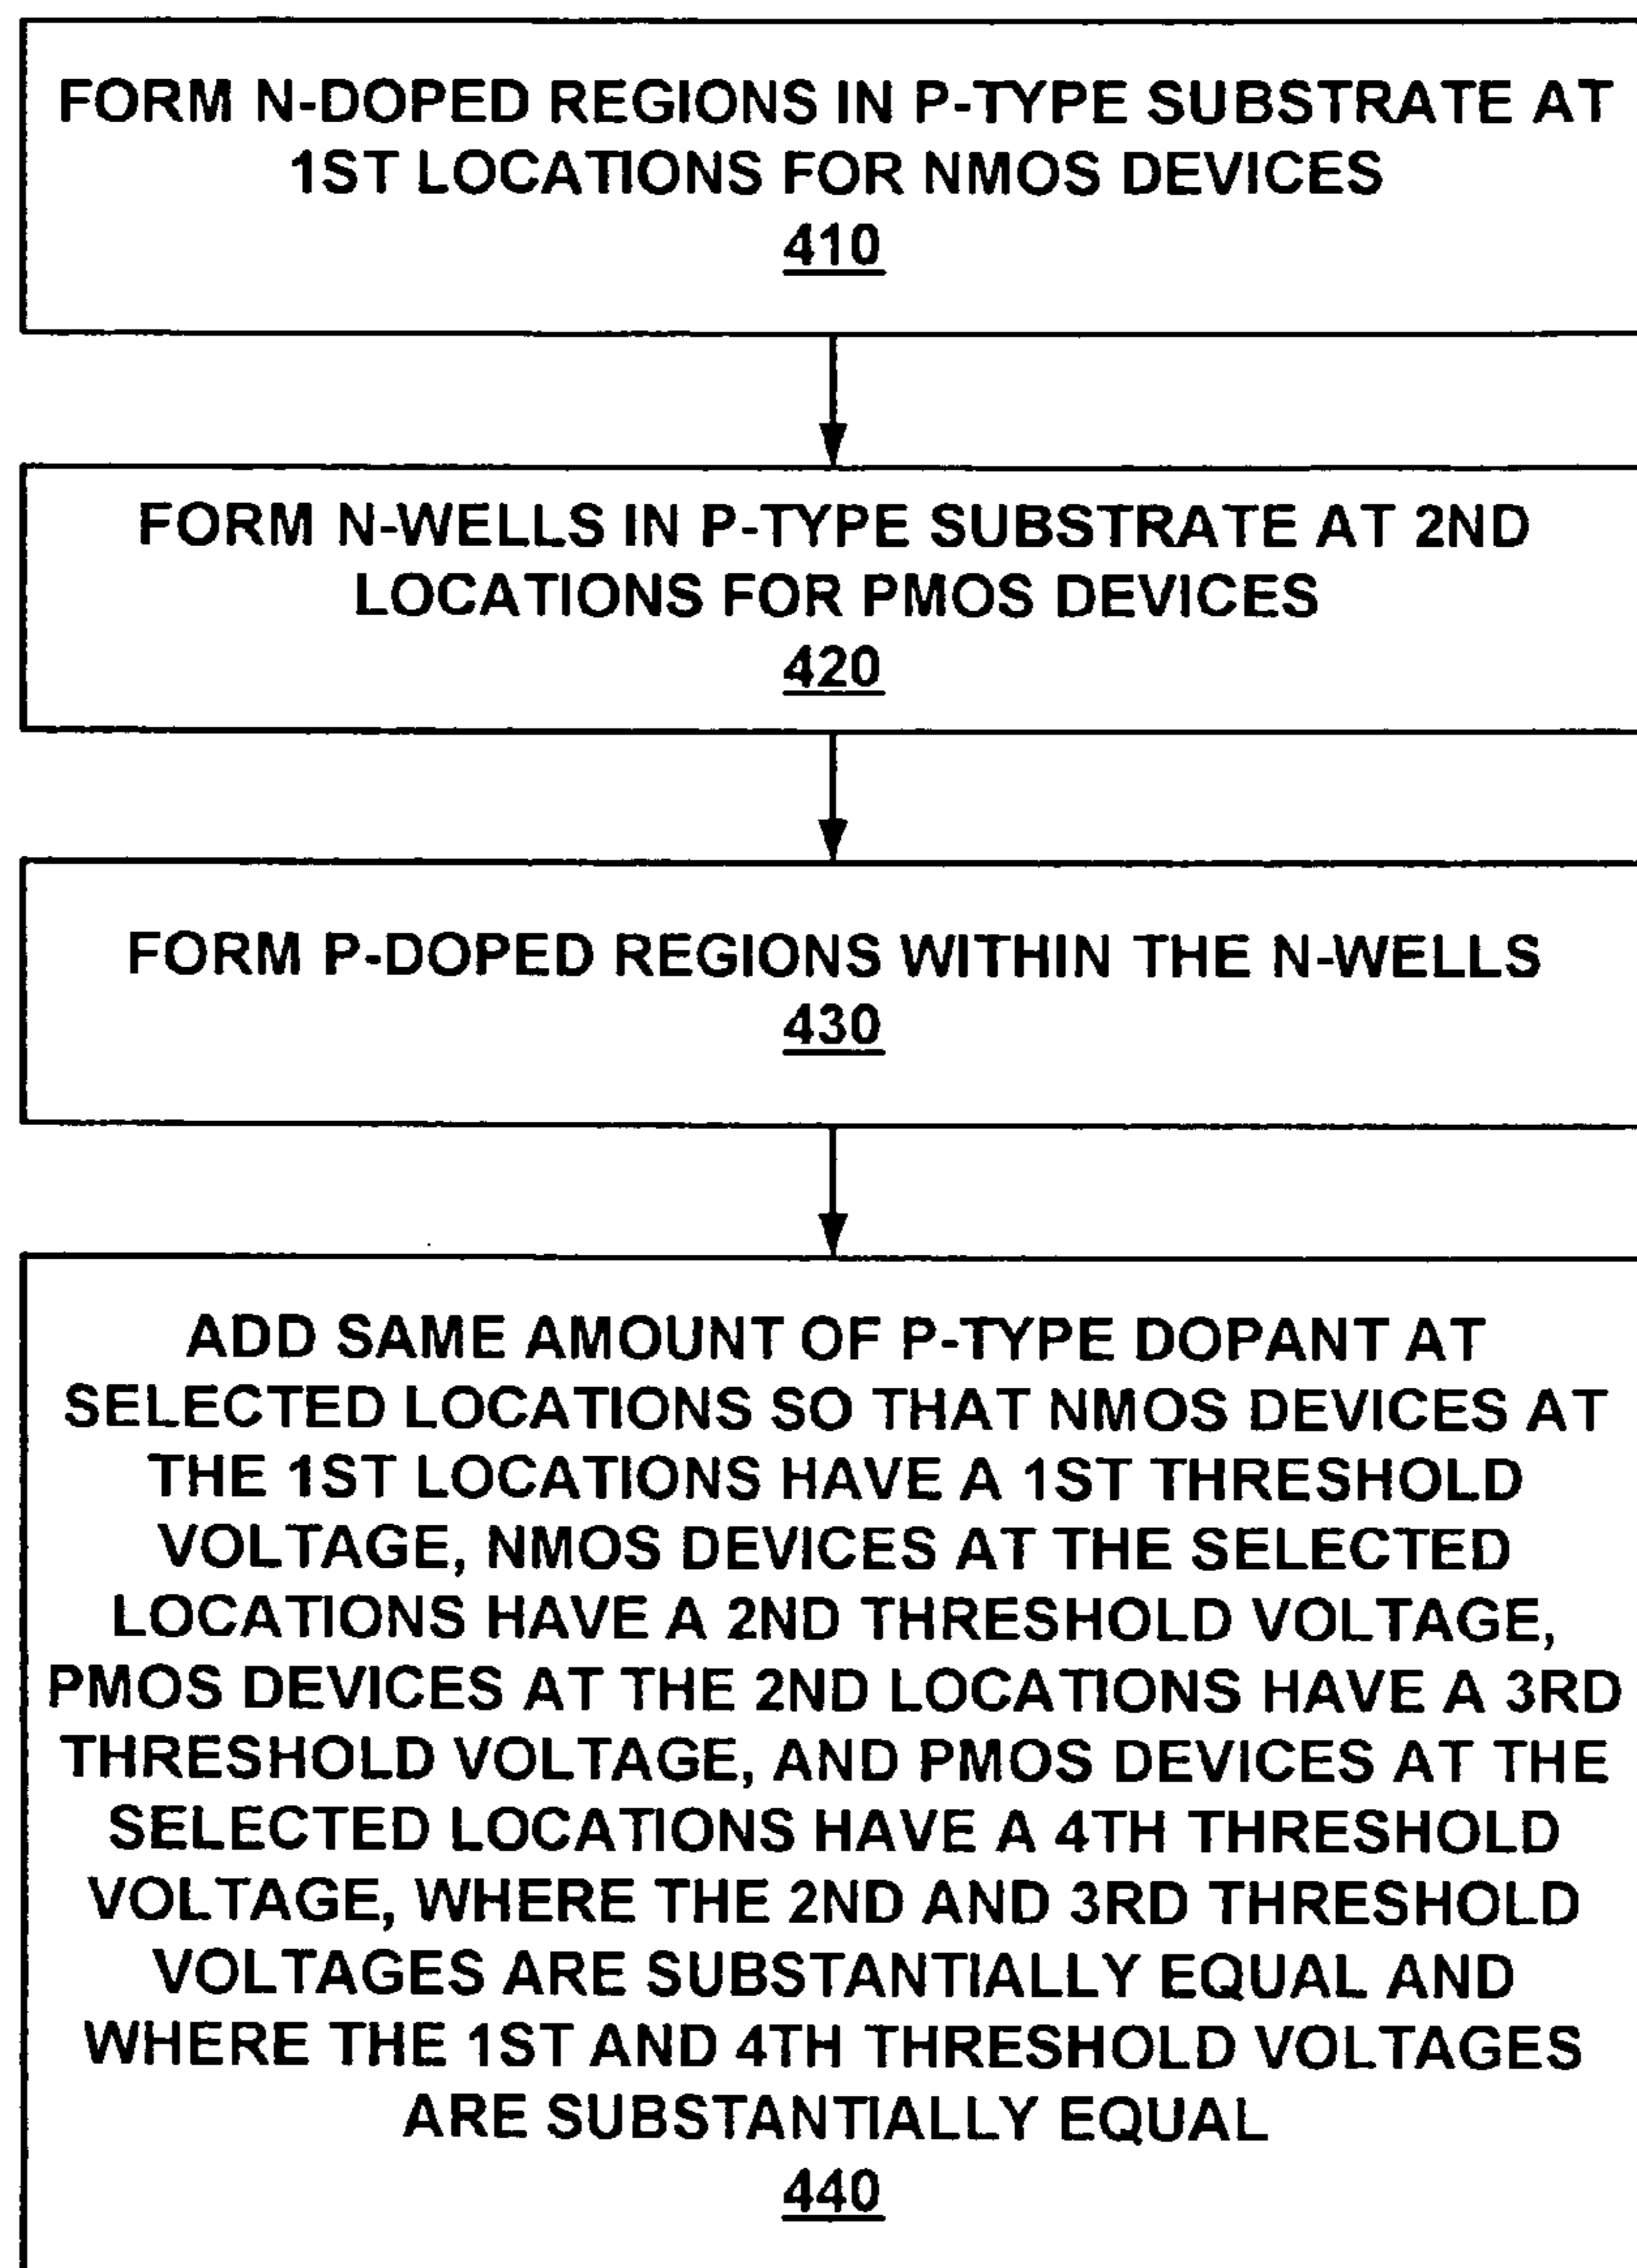 FORM N-DOPED REGIONS IN P-TYPE SUBSTRATE AT
1ST LOCATIONS FOR NMOS DEVICES
410
FORM N-WELLS IN P-TYPE SUBSTRATE AT 2ND
LOCATIONS FOR PMOS DEVICES
420
FORM P-DOPED REGIONS WITHIN THE N-WELLS
430
ADD SAME AMOUNT OF P-TYPE DOPANT AT
SELECTED LOCATIONS SO THAT NMOS DEVICES AT
THE 1ST LOCATIONS HAVE A 1ST THRESHOLD
VOLTAGE, NMOS DEVICES AT THE SELECTED
LOCATIONS HAVE A 2ND THRESHOLD VOLTAGE,
PMOS DEVICES AT THE 2ND LOCATIONS HAVE A 3RD
THRESHOLD VOLTAGE, AND PMOS DEVICES AT THE
SELECTED LOCATIONS HAVE A 4TH THRESHOLD
VOLTAGE, WHERE THE 2ND AND 3RD THRESHOLD
VOLTAGES ARE SUBSTANTIALLY EQUAL AND
WHERE THE 1ST AND 4TH THRESHOLD VOLTAGES
ARE SUBSTANTIALLY EQUAL
440